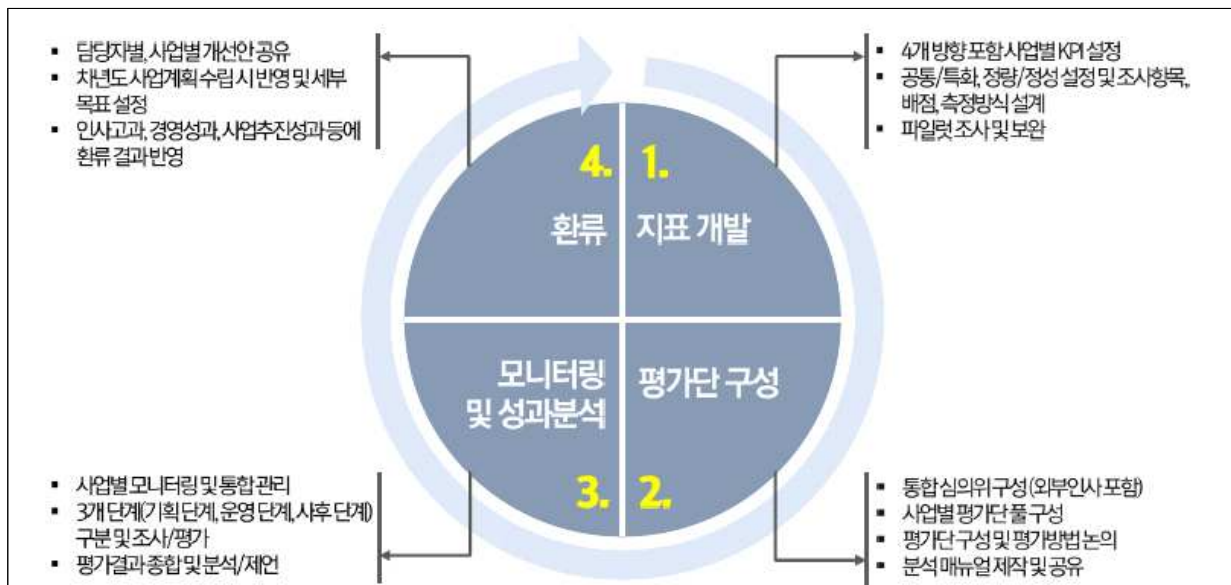 ▪ 담당자별, 사업별 개선안 공유
▪ 차년도 사업계획 수립 시 반영 및 세부
목표 설정
▪ 인사고과, 경영성과, 사업추진성과 등에
환류 결과 반영
▪ 4개 방향 포함 사업별 KPI 설정
▪ 공통/특화, 정량/정성 설정 및 조사항목,
배점, 측정방식 설계
▪ 파일럿 조사 및 보완
4.
환류
1.
지표 개발
모니터링
및 성과분석
3.
평가단 구성
2.
▪ 사업별 모니터링 및 통합 관리
▪ 3개 단계(기획 단계, 운영 단계, 사후 단계)
구분 및 조사/평가
▪ 평가결과 종합 및 분석/제언
▪ 통합 심의위 구성(외부인사 포함)
▪ 사업별 평가단 풀 구성
▪ 평가단 구성 및 평가방법 논의
▪ 분석 매뉴얼 제작 및 공유